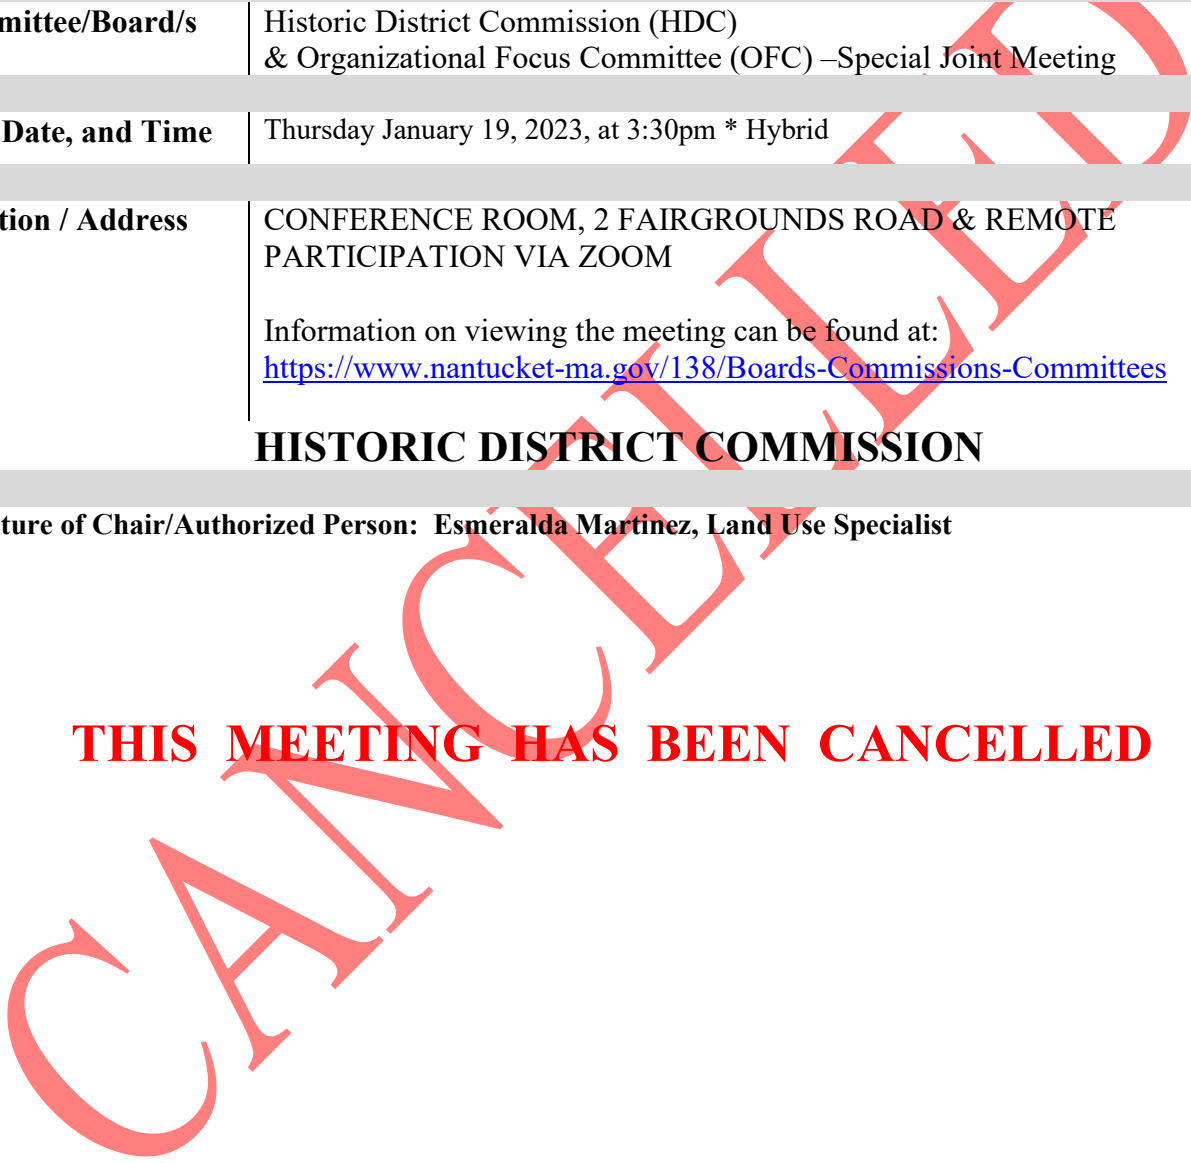 mittee/Board/s
Historic District Commission (HDC)
& Organizational Focus Committee (OFC) –Special Joint Meeting
Date, and Time
Thursday January 19, 2023, at 3:30pm * Hybrid
tion / Address
CONFERENCE ROOM, 2 FAIRGROUNDS ROAD & REMOTE
PARTICIPATION VIA ZOOM
Information on viewing the meeting can be found at:
https://www.nantucket-ma.gov/138/Boards-Commissions-Committees
HISTORIC DISTRICT COMMISSION
ture of Chair/Authorized Person:  Esmeralda Martinez, Land Use Specialist
THIS MEETING HAS BEEN CANCELLED
CANCELLED